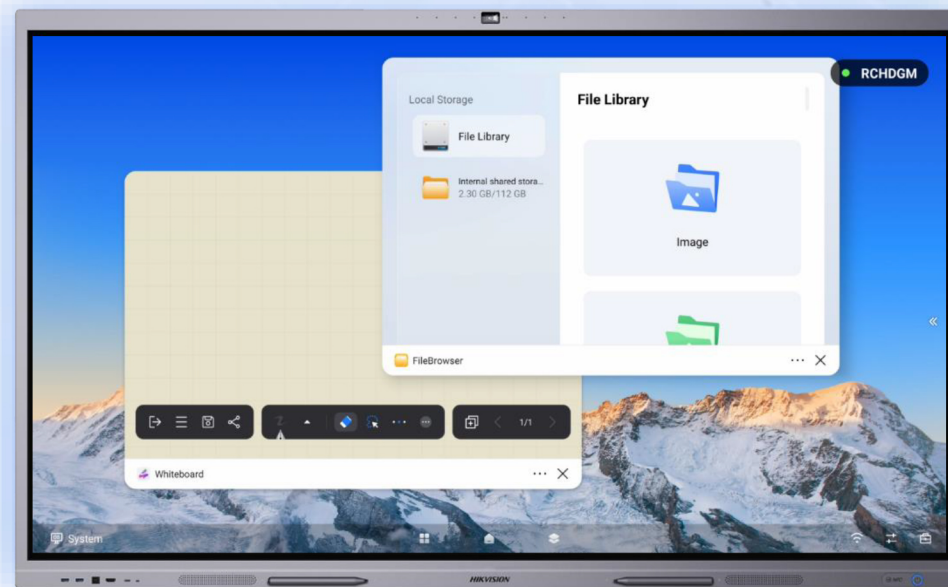 RCHDGM
Local Storage
File Library
Internal shared stora...
2.30 GB/112 GB
File Library
Image
FileBrowser
1/1
Whiteboard
System
HIKVISION